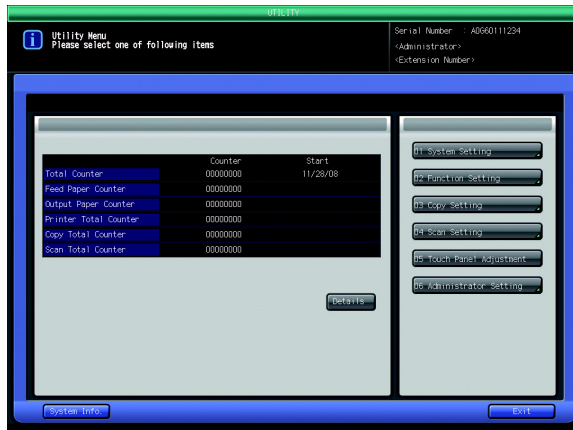 UTILITY
Utility Menu
Please select one of following items
Serial Number : A0G60111234
<Administrator>
<Extension Number>
Counter Start
Total Counter 00000000 11/28/08
Feed Paper Counter 00000000
Output Paper Counter 00000000
Printer Total Counter 00000000
Copy Total Counter 00000000
Scan Total Counter 00000000
Details
01 System Setting
02 Function Setting
03 Copy Setting
04 Scan Setting
05 Touch Panel Adjustment
06 Administrator Setting
System Info.
Exit